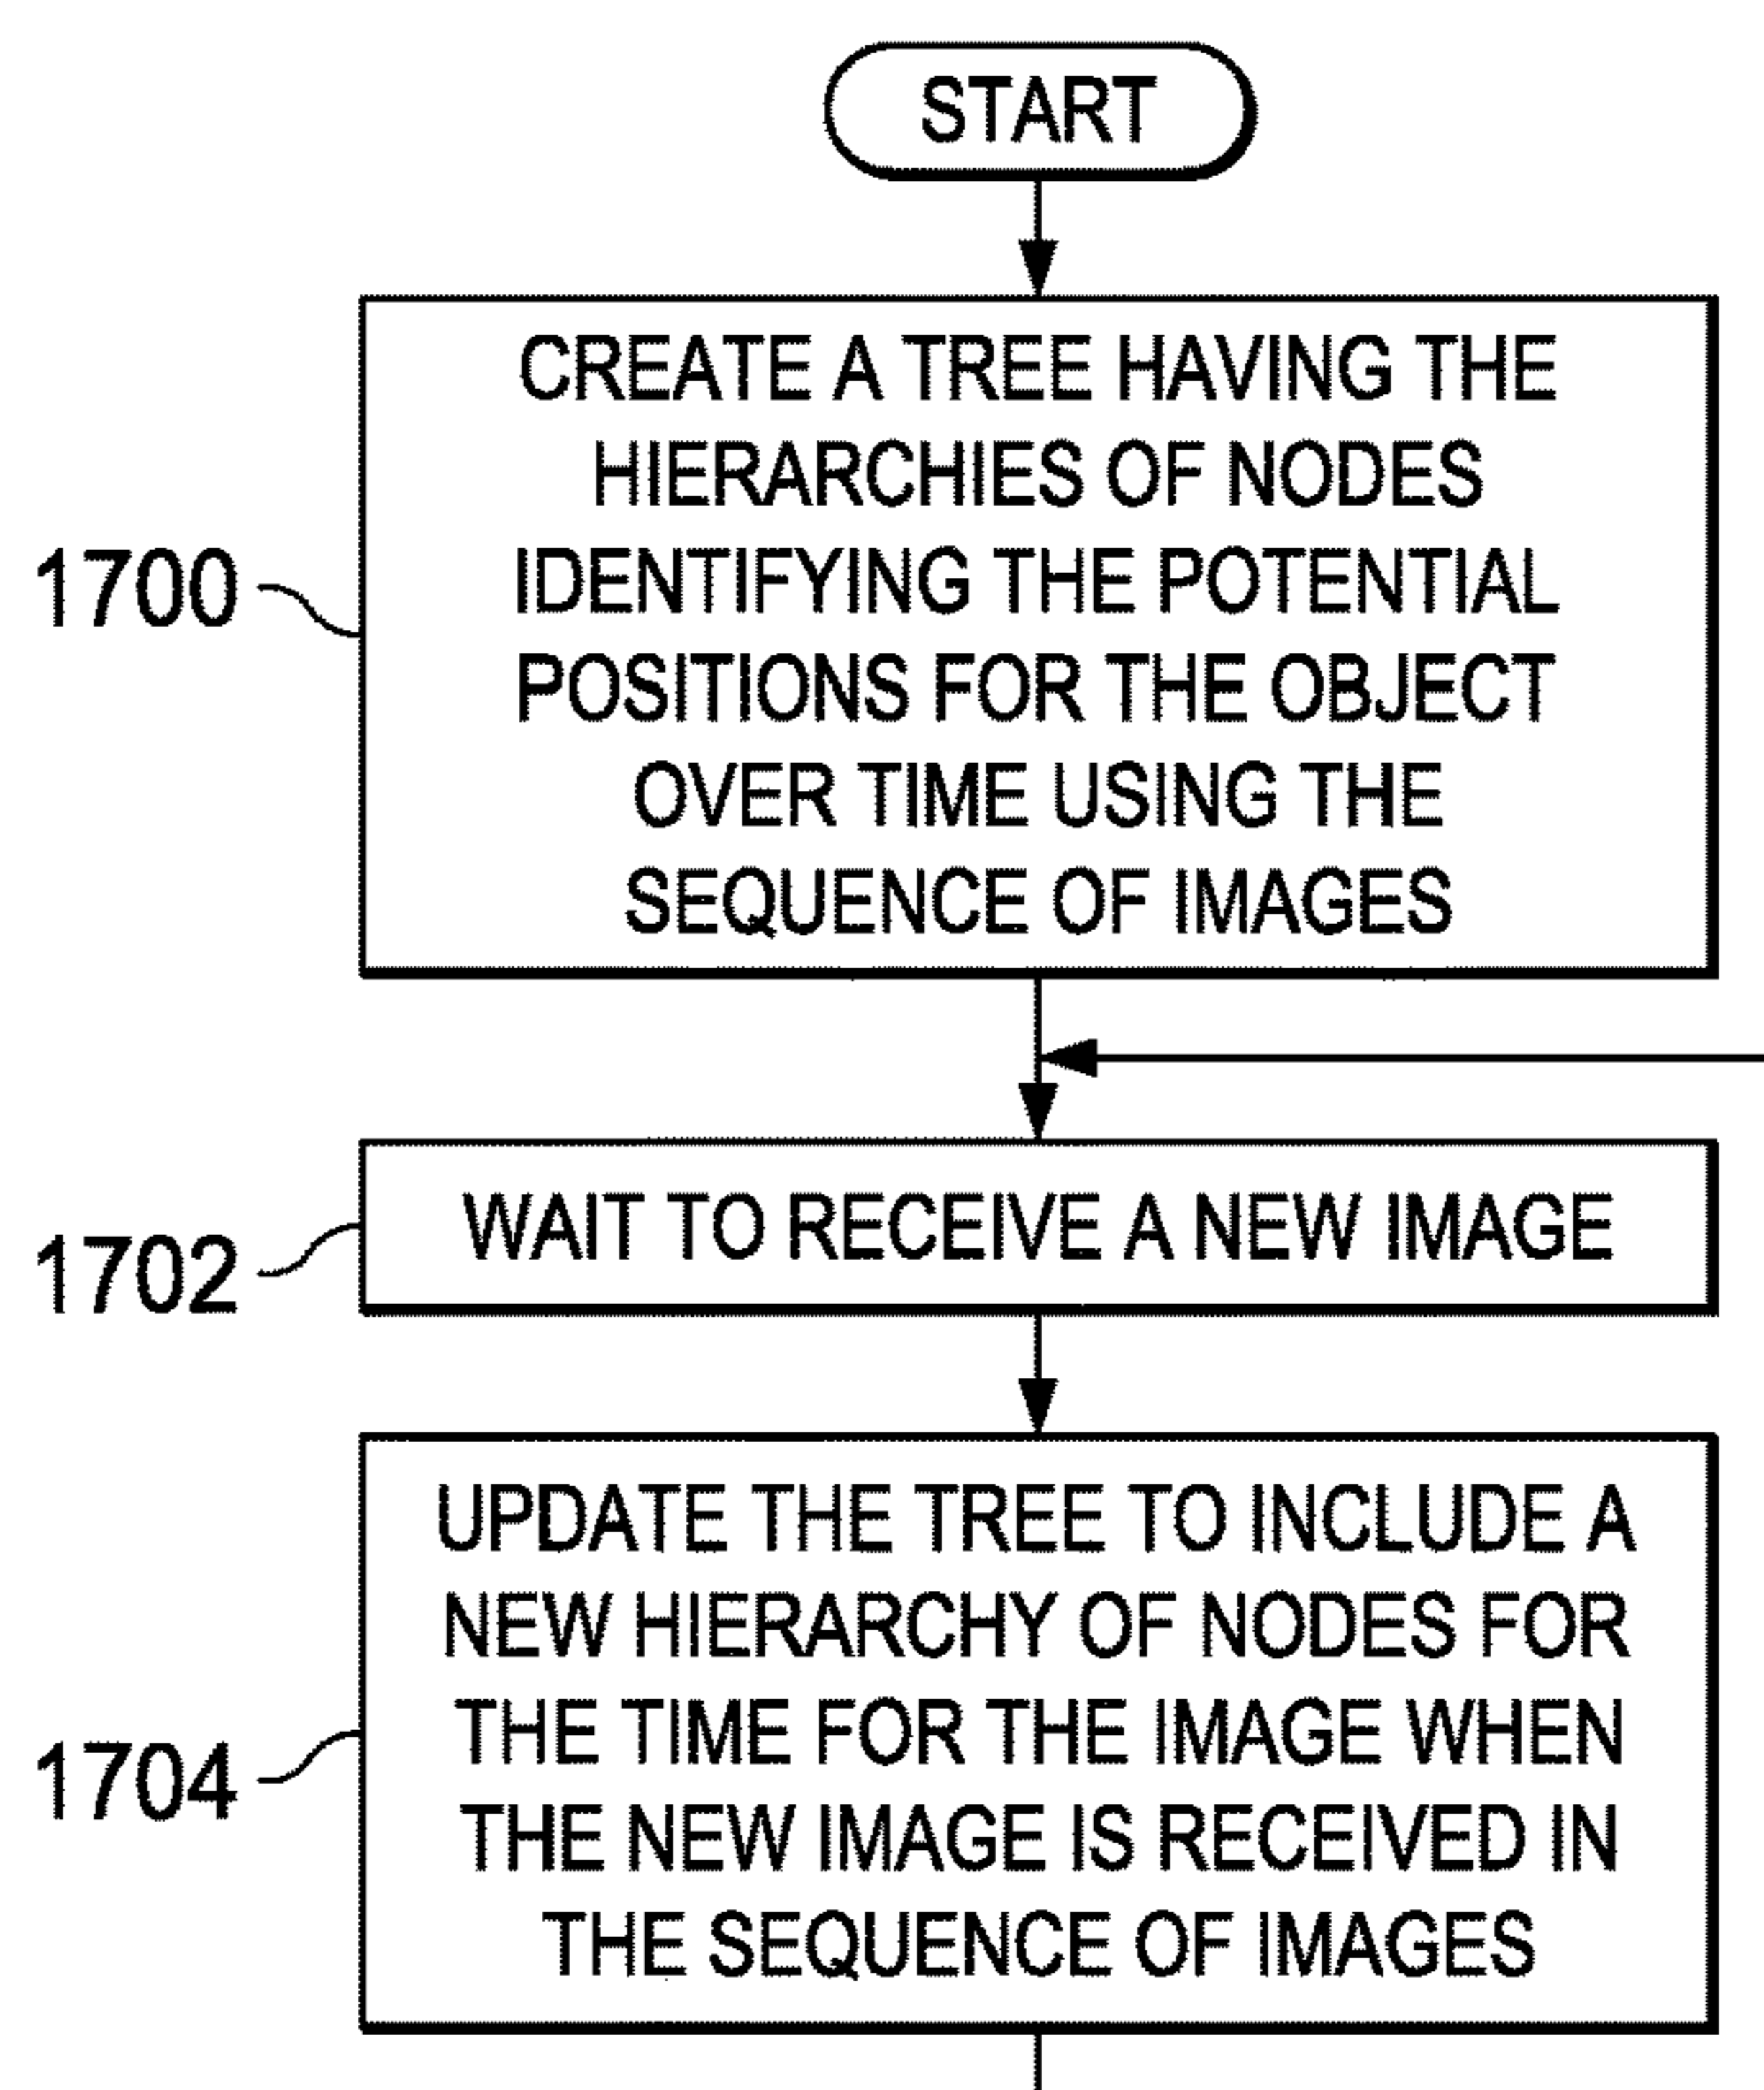 START
CREATE A TREE HAVING THE
HIERARCHIES OF NODES
IDENTIFYING THE POTENTIAL
POSITIONS FOR THE OBJECT
OVER TIME USING THE
SEQUENCE OF IMAGES
1700
WAIT TO RECEIVE A NEW IMAGE
1702
UPDATE THE TREE TO INCLUDE A
NEW HIERARCHY OF NODES FOR
THE TIME FOR THE IMAGE WHEN
THE NEW IMAGE IS RECEIVED IN
THE SEQUENCE OF IMAGES
1704